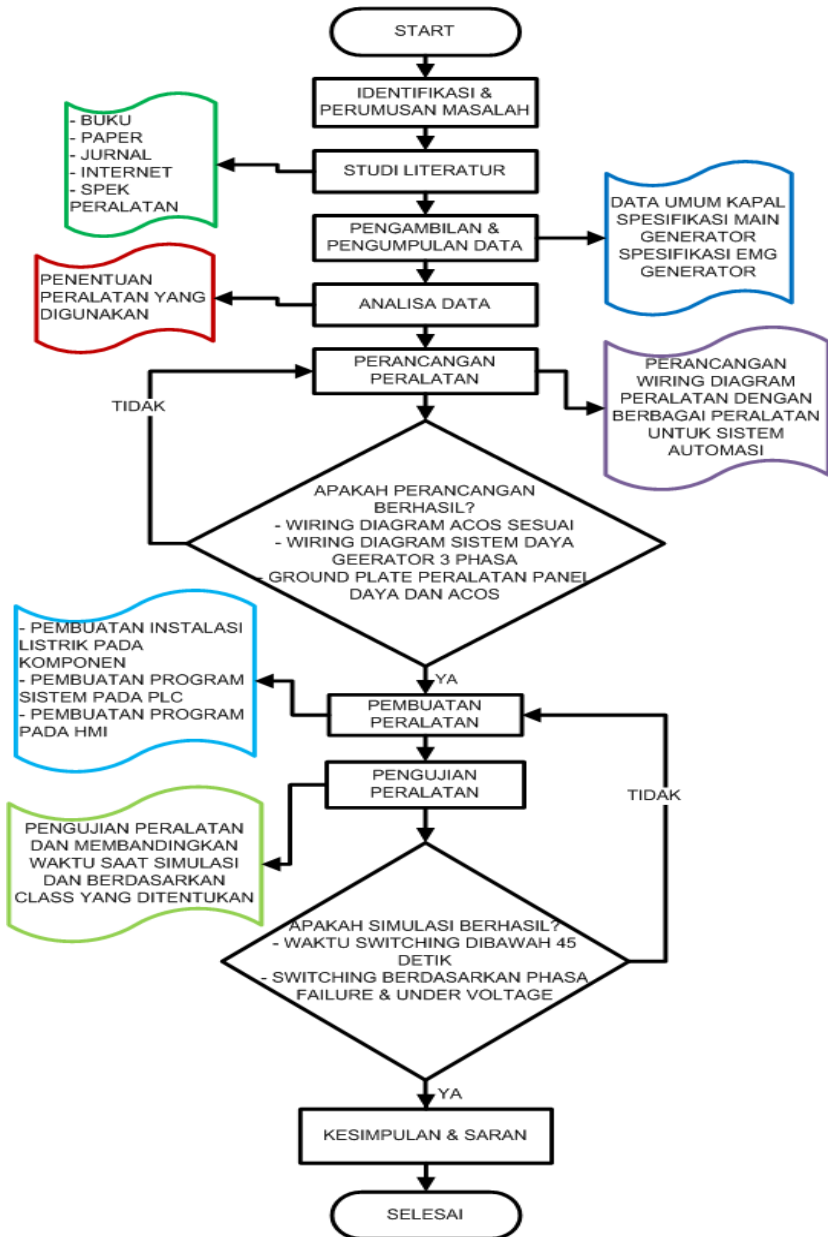 START
IDENTIFIKASI &
PERUMUSAN MASALAH
- BUKU
- PAPER
- JURNAL
- INTERNET
- SPEK
PERALATAN
STUDI LITERATUR
PENGAMBILAN &
PENGUMPULAN DATA
DATA UMUM KAPAL
SPESIFIKASI MAIN
GENERATOR
SPESIFIKASI EMG
GENERATOR
PENENTUAN
PERALATAN YANG
DIGUNAKAN
ANALISA DATA
PERANCANGAN
PERALATAN
PERANCANGAN
WIRING DIAGRAM
PERALATAN DENGAN
BERBAGAI PERALATAN
UNTUK SISTEM
AUTOMASI
TIDAK
APAKAH PERANCANGAN
BERHASIL?
- WIRING DIAGRAM ACOS SESUAI
- WIRING DIAGRAM SISTEM DAYA
GEERATOR 3 PHASA
- GROUND PLATE PERALATAN PANEL
DAYA DAN ACOS
YA
- PEMBUATAN INSTALASI
LISTRIK PADA
KOMPONEN
- PEMBUATAN PROGRAM
SISTEM PADA PLC
- PEMBUATAN PROGRAM
PADA HMI
PEMBUATAN
PERALATAN
PENGUJIAN
PERALATAN
TIDAK
PENGUJIAN PERALATAN
DAN MEMBANDINGKAN
WAKTU SAAT SIMULASI
DAN BERDASARKAN
CLASS YANG DITENTUKAN
APAKAH SIMULASI BERHASIL?
- WAKTU SWITCHING DIBAWAH 45
DETIK
- SWITCHING BERDASARKAN PHASA
FAILURE & UNDER VOLTAGE
YA
KESIMPULAN & SARAN
SELESAI